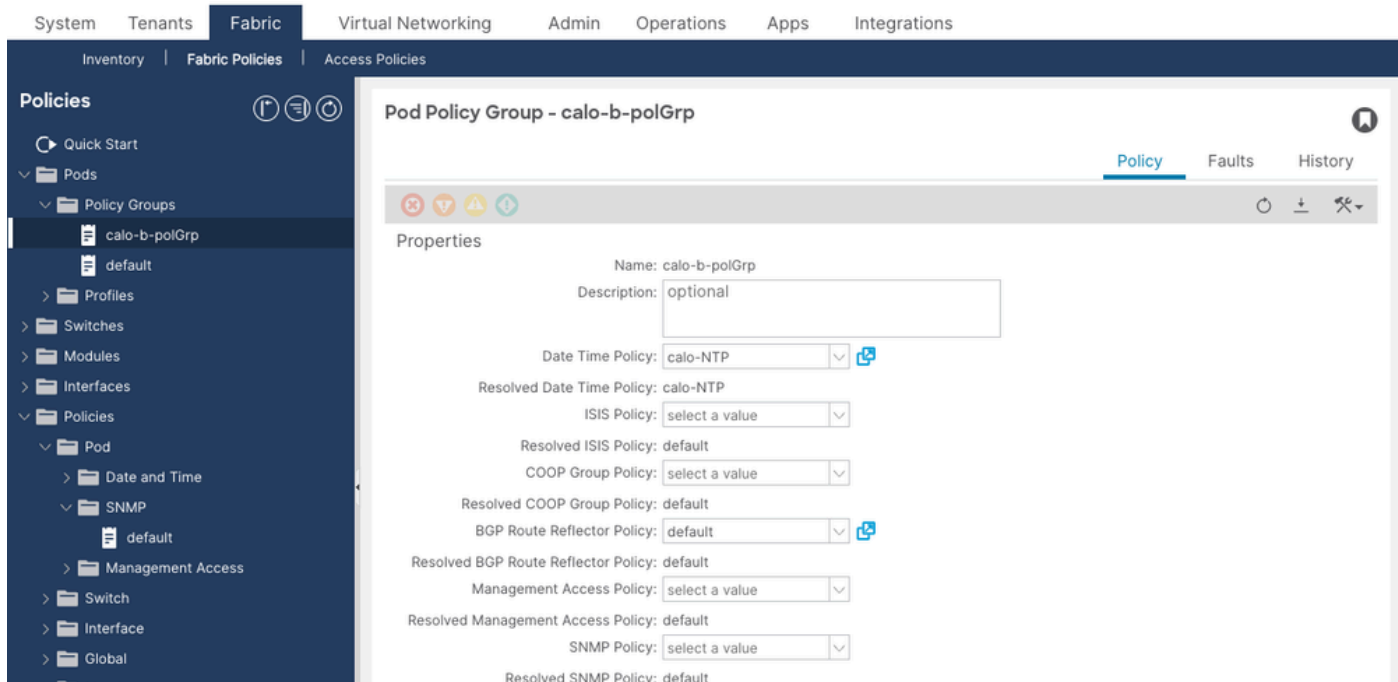 System Tenants Fabric Virtual Networking Admin Operations Apps Integrations
Inventory | Fabric Policies | Access Policies
Policies
Quick Start
Pods
Policy Groups
calo-b-polGrp
default
Profiles
Switches
Modules
Interfaces
Policies
Pod
Date and Time
SNMP
default
Management Access
Switch
Interface
Global
Pod Policy Group - calo-b-polGrp
Policy Faults History
Properties
Name: calo-b-polGrp
Description: optional
Date Time Policy: calo-NTP
Resolved Date Time Policy: calo-NTP
ISIS Policy: select a value
Resolved ISIS Policy: default
COOP Group Policy: select a value
Resolved COOP Group Policy: default
BGP Route Reflector Policy: default
Resolved BGP Route Reflector Policy: default
Management Access Policy: select a value
Resolved Management Access Policy: default
SNMP Policy: select a value
Resolved SNMP Policy: default